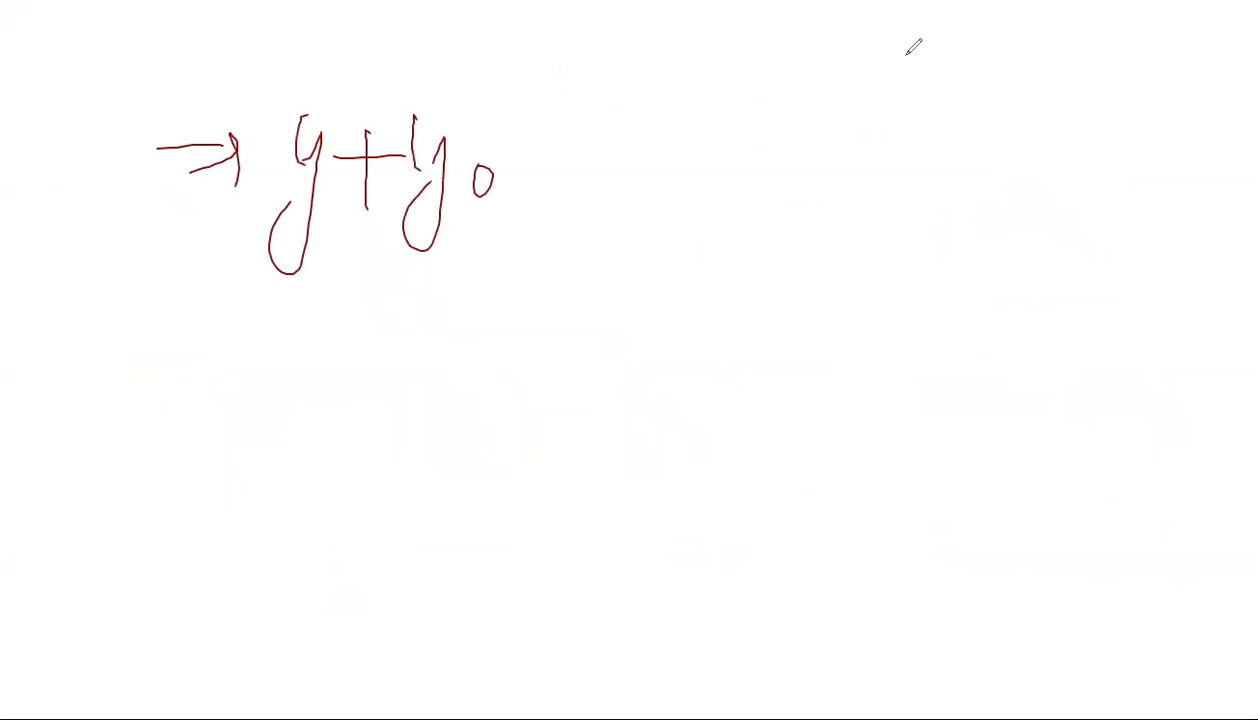 → y + y₀